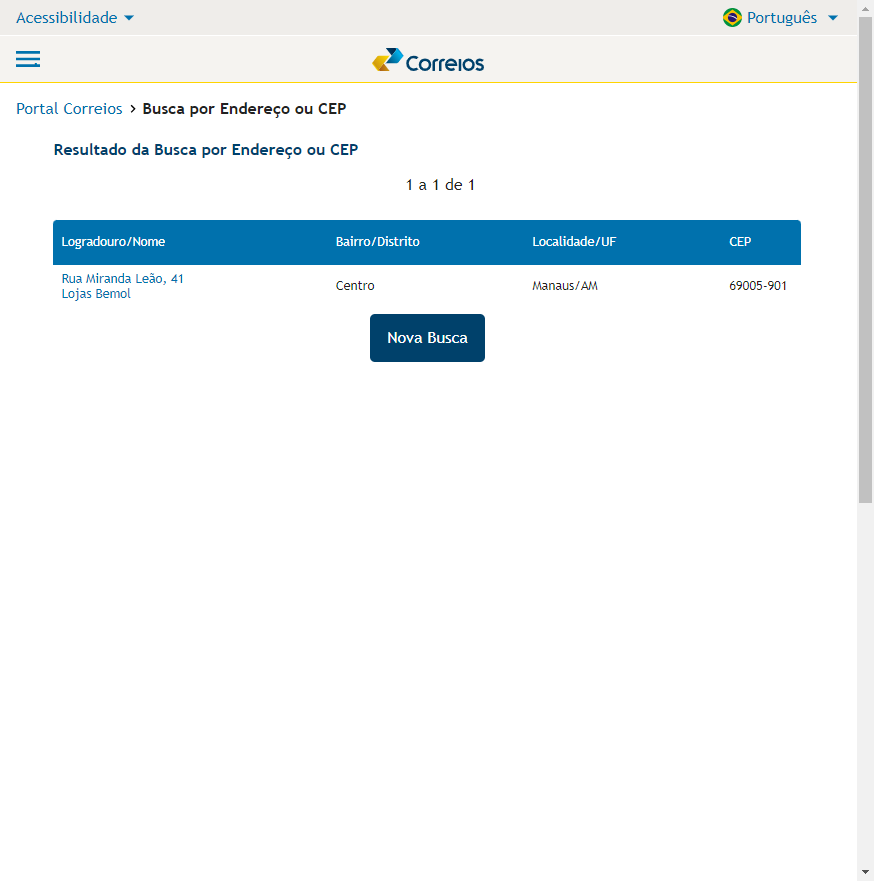 Acessibilidade
Português
Correios
Portal Correios > Busca por Endereço ou CEP
Resultado da Busca por Endereço ou CEP
1 a 1 de 1
Logradouro/Nome Bairro/Distrito Localidade/UF CEP
Rua Miranda Leão, 41
Lojas Bemol
Centro Manaus/AM 69005-901
Nova Busca